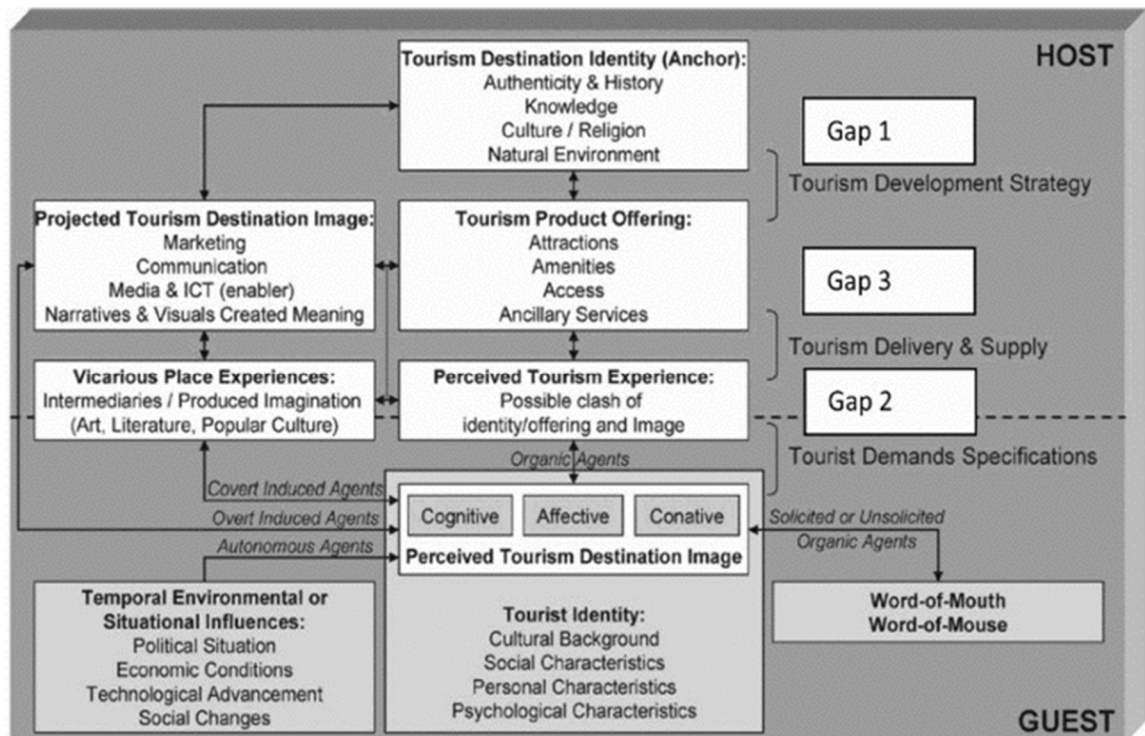 HOST
Tourism Destination Identity (Anchor):
Authenticity & History
Knowledge
Culture / Religion
Natural Environment
Gap 1
Tourism Development Strategy
Projected Tourism Destination Image:
Marketing
Communication
Media & ICT (enabler)
Narratives & Visuals Created Meaning
Tourism Product Offering:
Attractions
Amenities
Access
Ancillary Services
Gap 3
Tourism Delivery & Supply
Vicarious Place Experiences:
Intermediaries / Produced Imagination
(Art, Literature, Popular Culture)
Perceived Tourism Experience:
Possible clash of
identity/offering and Image
Gap 2
Tourist Demands Specifications
Organic Agents
Covert Induced Agents
Overt Induced Agents
Autonomous Agents
Cognitive
Affective
Conative
Perceived Tourism Destination Image
Solicited or Unsolicited
Organic Agents
Temporal Environmental or
Situational Influences:
Political Situation
Economic Conditions
Technological Advancement
Social Changes
Tourist Identity:
Cultural Background
Social Characteristics
Personal Characteristics
Psychological Characteristics
Word-of-Mouth
Word-of-Mouse
GUEST